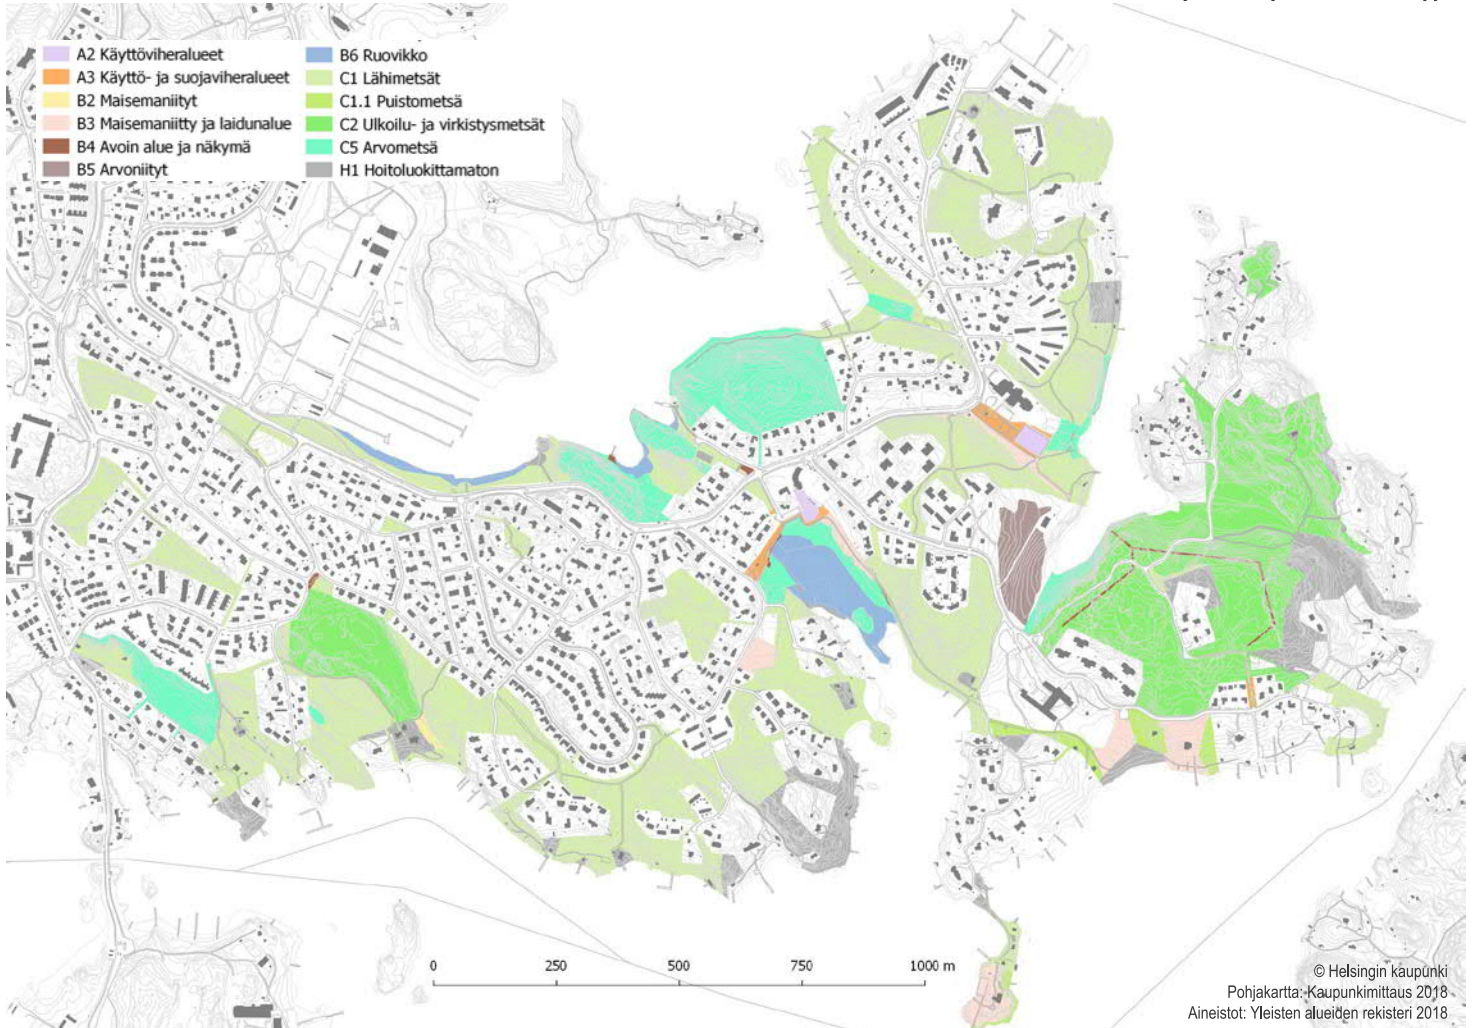 A2 Käyttöviheralueet
A3 Käyttö- ja suojaviheralueet
B2 Maisemaniityt
B3 Maisemaniitty ja laidunalue
B4 Avoin alue ja näkymä
B5 Arvoniityt
B6 Ruovikko
C1 Lähimetsät
C1.1 Puistometsä
C2 Ulkoilu- ja virkistysmetsät
C5 Arvometsä
H1 Hoitoluokittamaton
0 250 500 750 1000 m
© Helsingin kaupunki
Pohjakartta: Kaupunkimittaus 2018
Aineistot: Yleisten alueiden rekisteri 2018